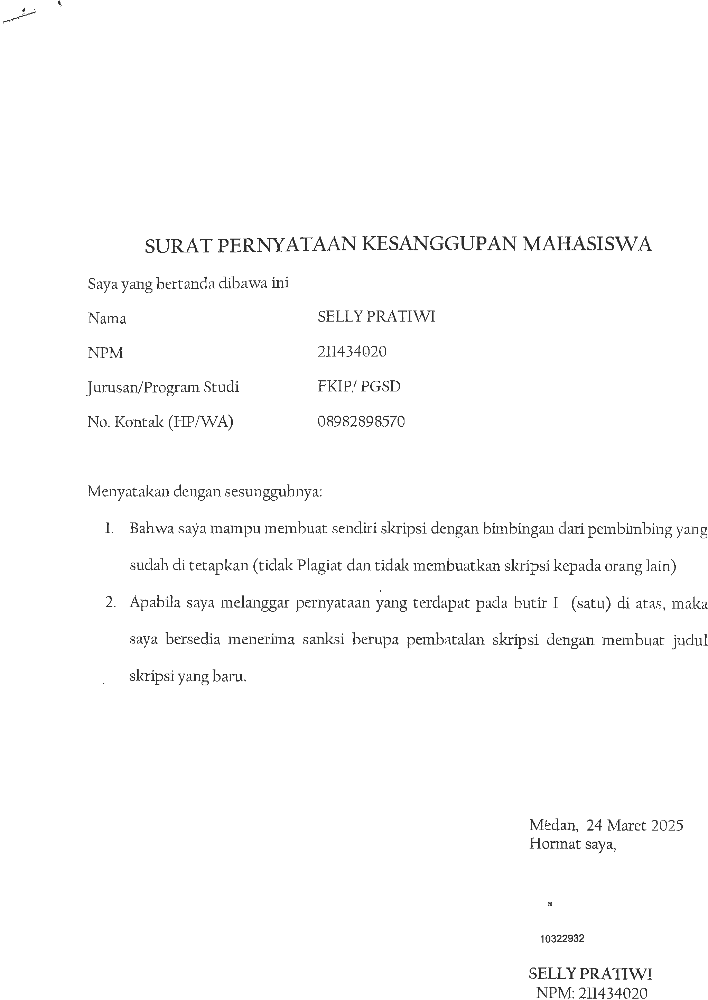 SURAT PERNYATAAN KESANGGUPAN MAHASISWA
Saya yang bertanda dibawa ini
Nama SELLY PRATIWI
NPM 211434020
Jurusan/Program Studi FKIP/ PGSD
No. Kontak (HP/WA) 08982898570
Menyatakan dengan sesungguhnya:
1. Bahwa saya mampu membuat sendiri skripsi dengan bimbingan dari pembimbing yang
sudah di tetapkan (tidak Plagiat dan tidak membuatkan skripsi kepada orang lain)
2. Apabila saya melanggar pernyataan yang terdapat pada butir I (satu) di atas, maka
saya bersedia menerima sanksi berupa pembatalan skripsi dengan membuat judul
skripsi yang baru.
Medan, 24 Maret 2025
Hormat saya,
20
10322932
SELLY PRATIWI
NPM: 211434020